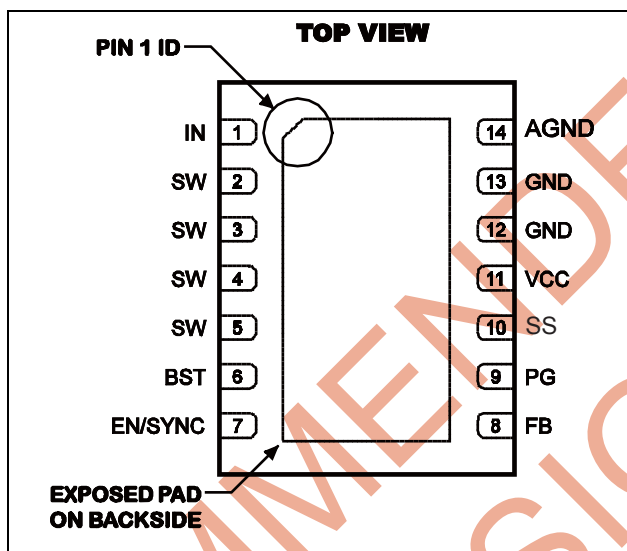 TOP VIEW
PIN 1 ID
IN 1
SW 2
SW 3
SW 4
SW 5
BST 6
EN/SYNC 7
14 AGND
13 GND
12 GND
11 VCC
10 SS
9 PG
8 FB
EXPOSED PAD
ON BACKSIDE
MMENDE
SIG